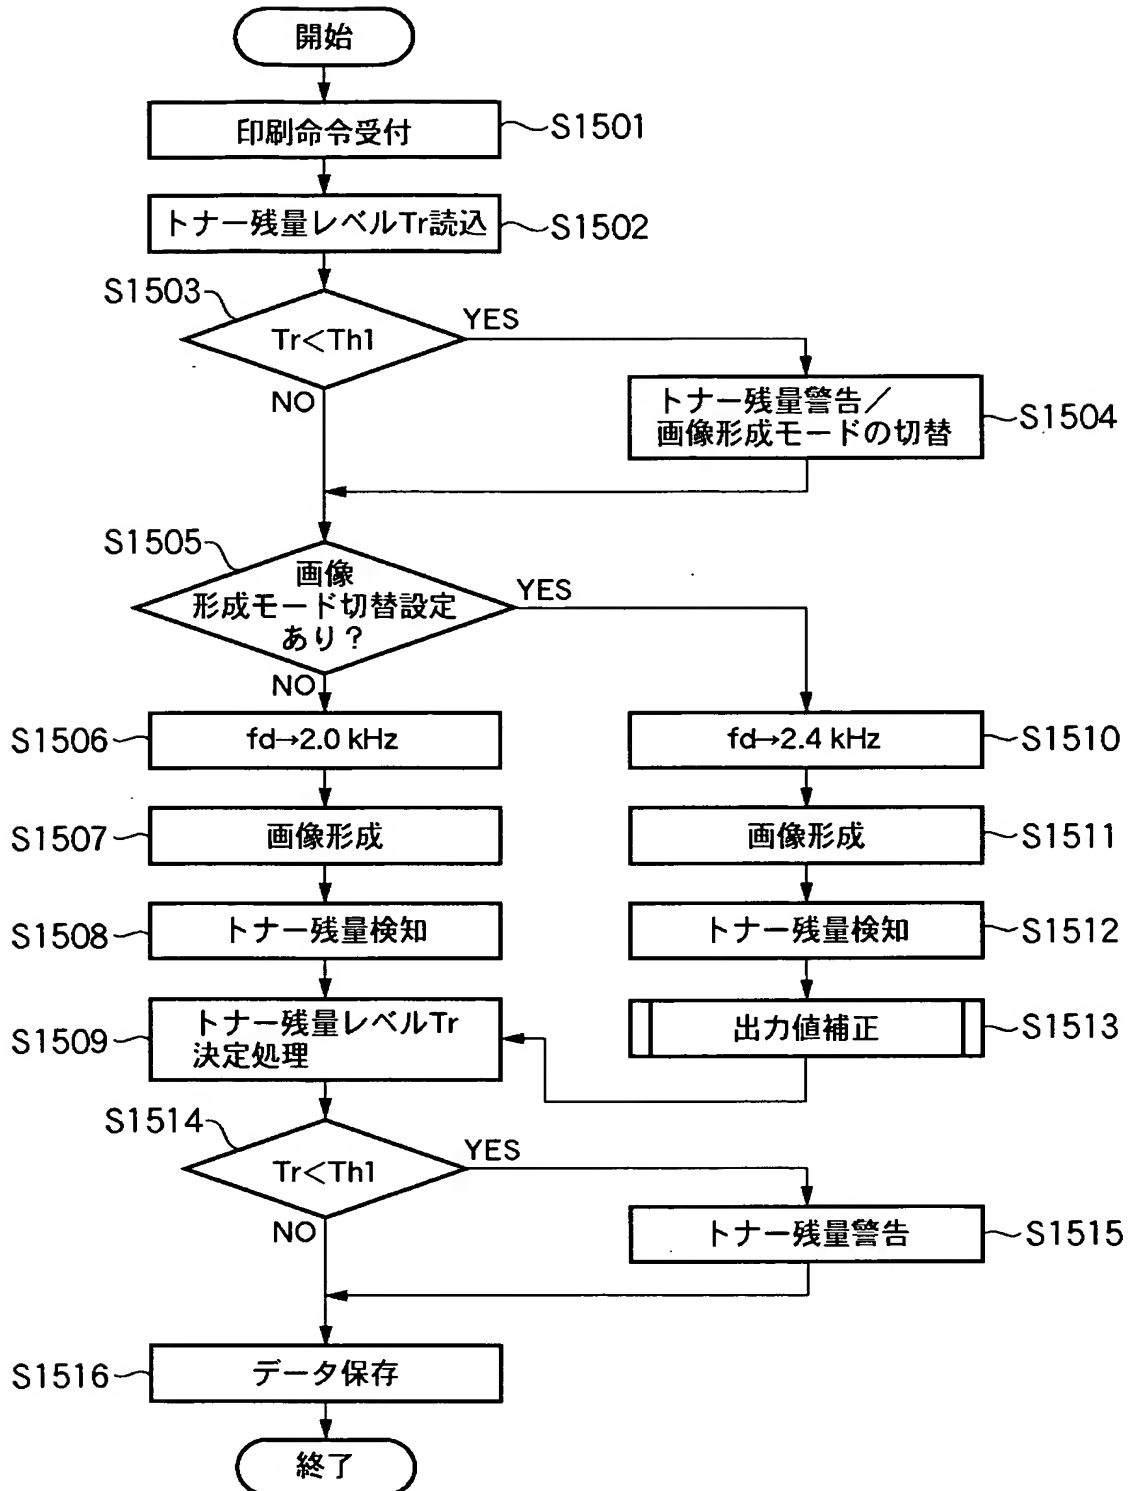 開始
印刷命令受付
S1501
トナー残量レベルTr読込
S1502
S1503
Tr<Th1
YES
NO
トナー残量警告/
画像形成モードの切替
S1504
S1505
画像
形成モード切替設定
あり?
YES
NO
S1506
fd→2.0 kHz
fd→2.4 kHz
S1510
S1507
画像形成
画像形成
S1511
S1508
トナー残量検知
トナー残量検知
S1512
S1509
トナー残量レベルTr
決定処理
出力値補正
S1513
S1514
Tr<Th1
YES
NO
トナー残量警告
S1515
S1516
データ保存
終了